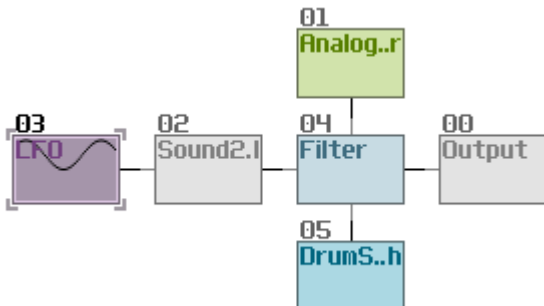 01
Analog..r
03
LFO
02
Sound2.l
04
Filter
00
Output
05
DrumS..h